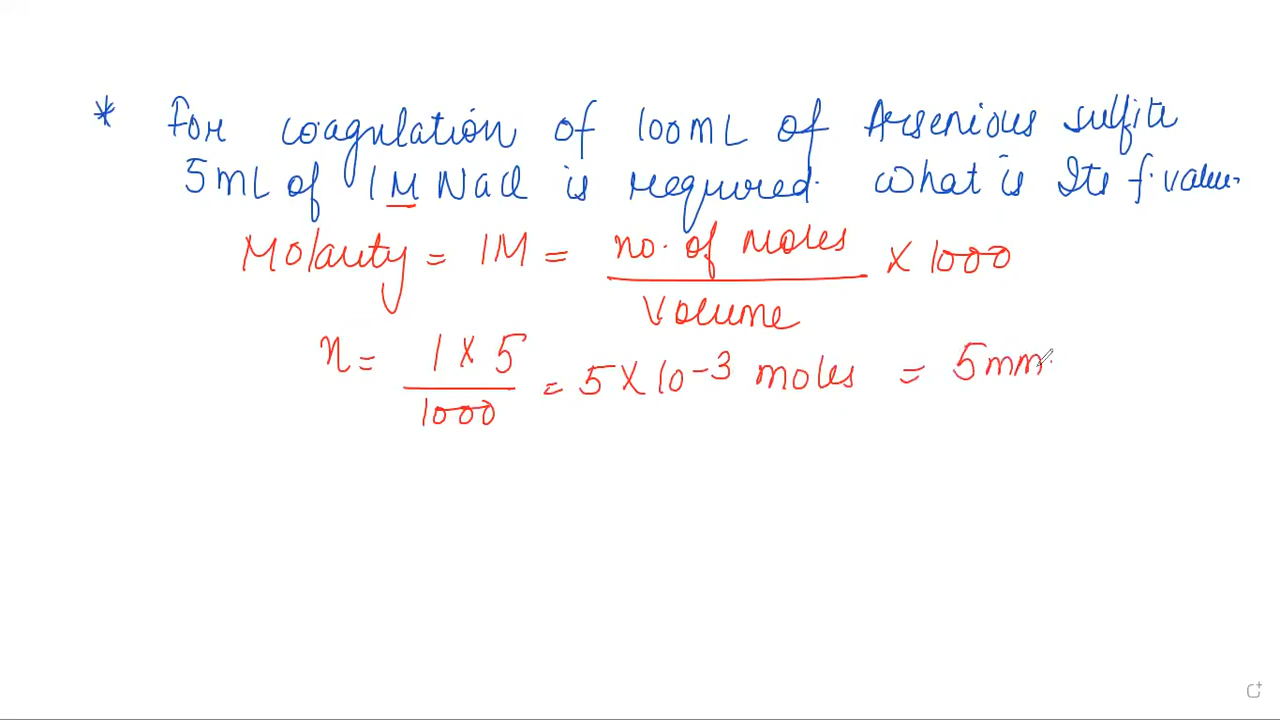 * For coagulation of 100mL of Arsenious sulfite
5mL of 1M NaCl is required. What is Its f. value.
Molarity = 1M = no. of moles / volume × 1000
n = 1 × 5 / 1000 = 5 × 10-3 moles = 5mm